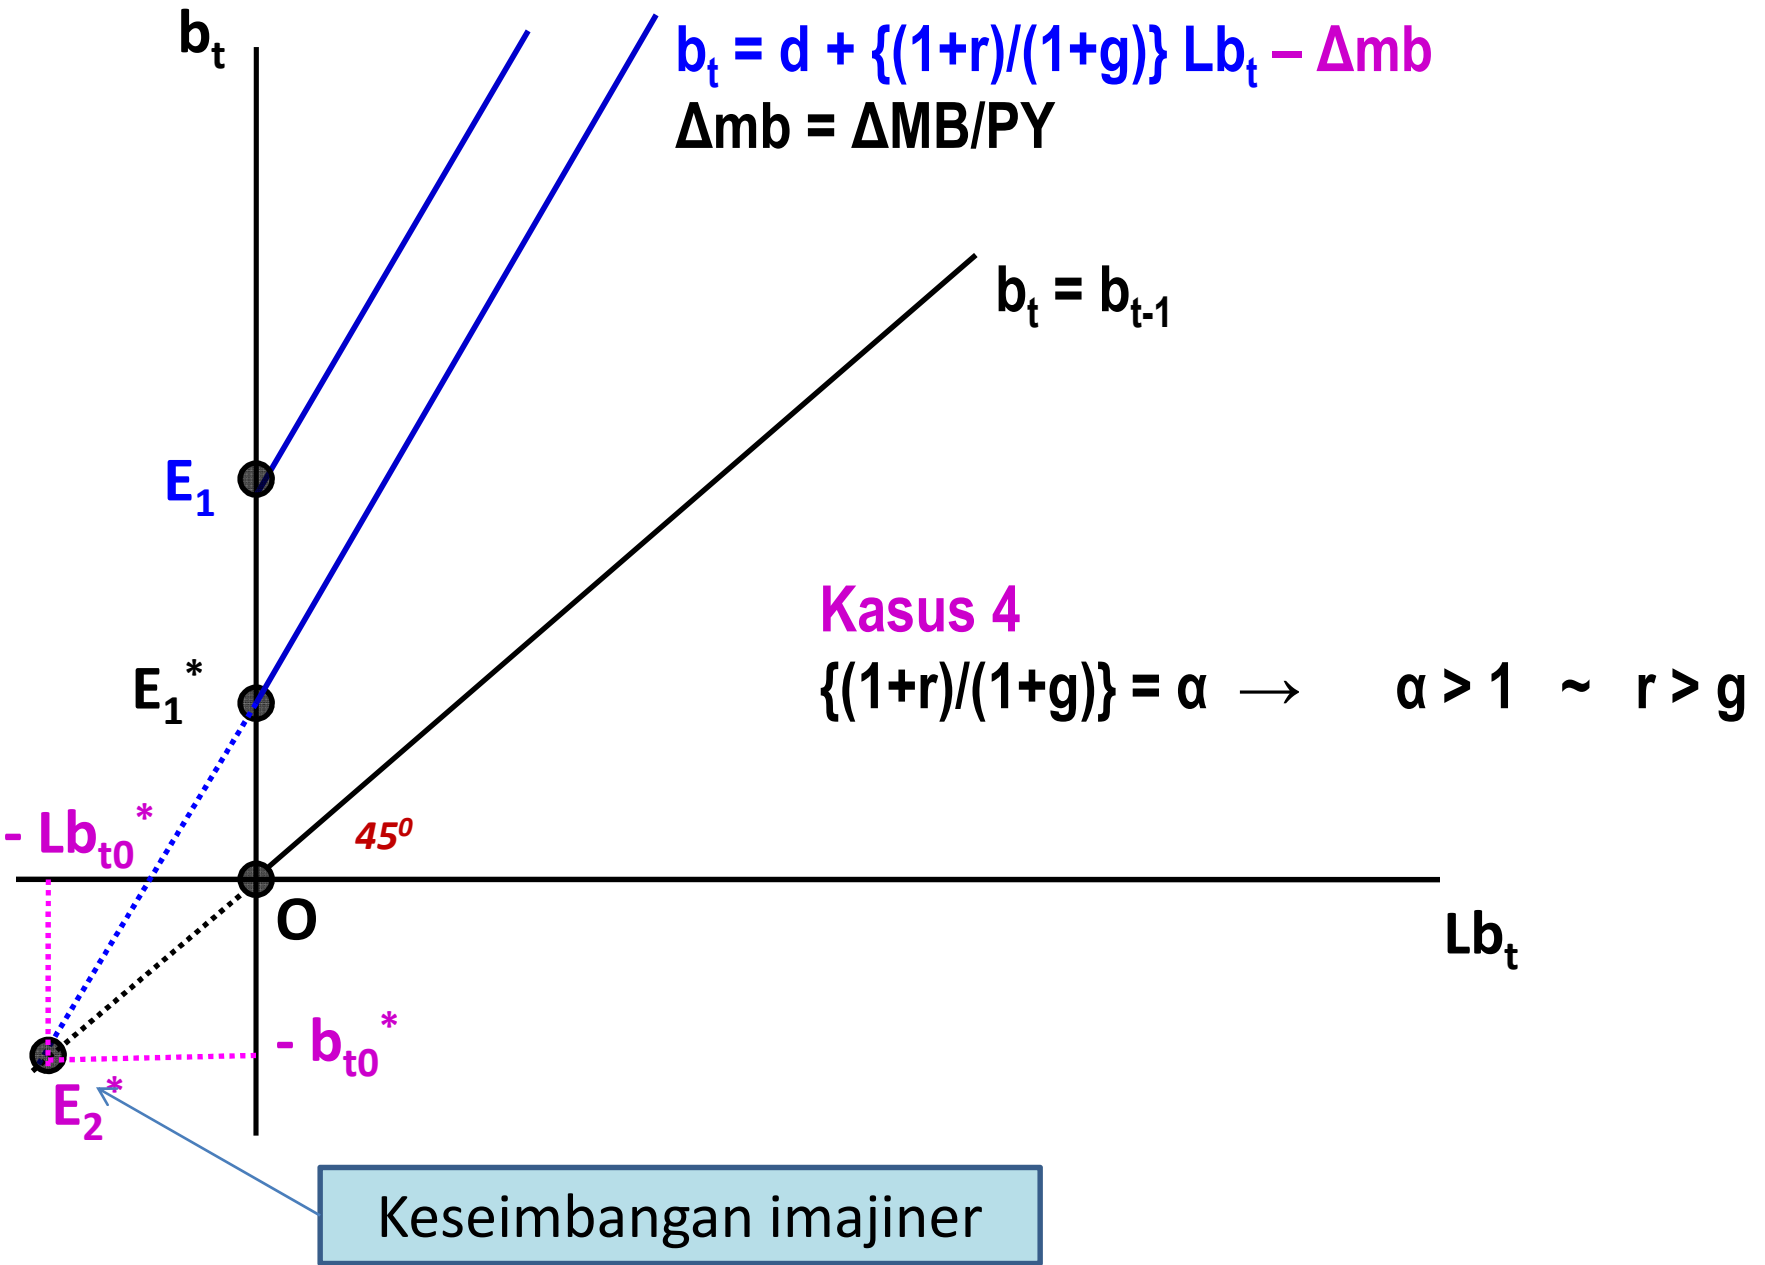 bₜ
bₜ = d + {(1+r)/(1+g)} Lbₜ – Δmb
Δmb = ΔMB/PY
bₜ = bₜ₋₁
E₁
Kasus 4
E₁*
{(1+r)/(1+g)} = α → α > 1 ~ r > g
- Lbₜ₀*
45⁰
O
Lbₜ
- bₜ₀*
E₂*
Keseimbangan imajiner